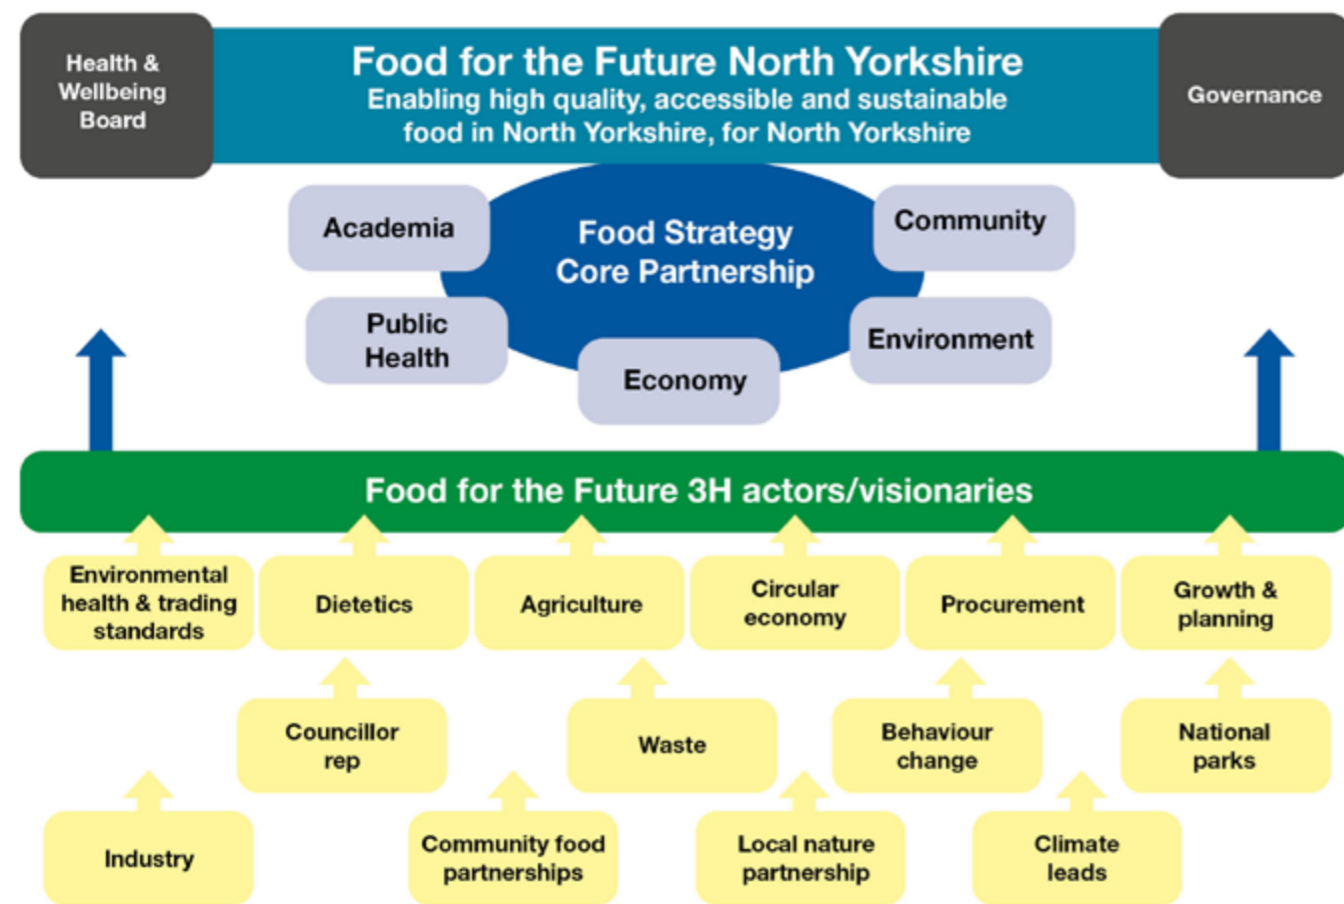 Health &
Wellbeing
Board
Food for the Future North Yorkshire
Enabling high quality, accessible and sustainable
food in North Yorkshire, for North Yorkshire
Governance
Academia
Food Strategy
Core Partnership
Community
Public
Health
Economy
Environment
Food for the Future 3H actors/visionaries
Environmental
health & trading
standards
Dietetics
Agriculture
Circular
economy
Procurement
Growth &
planning
Councillor
rep
Waste
Behaviour
change
National
parks
Industry
Community food
partnerships
Local nature
partnership
Climate
leads